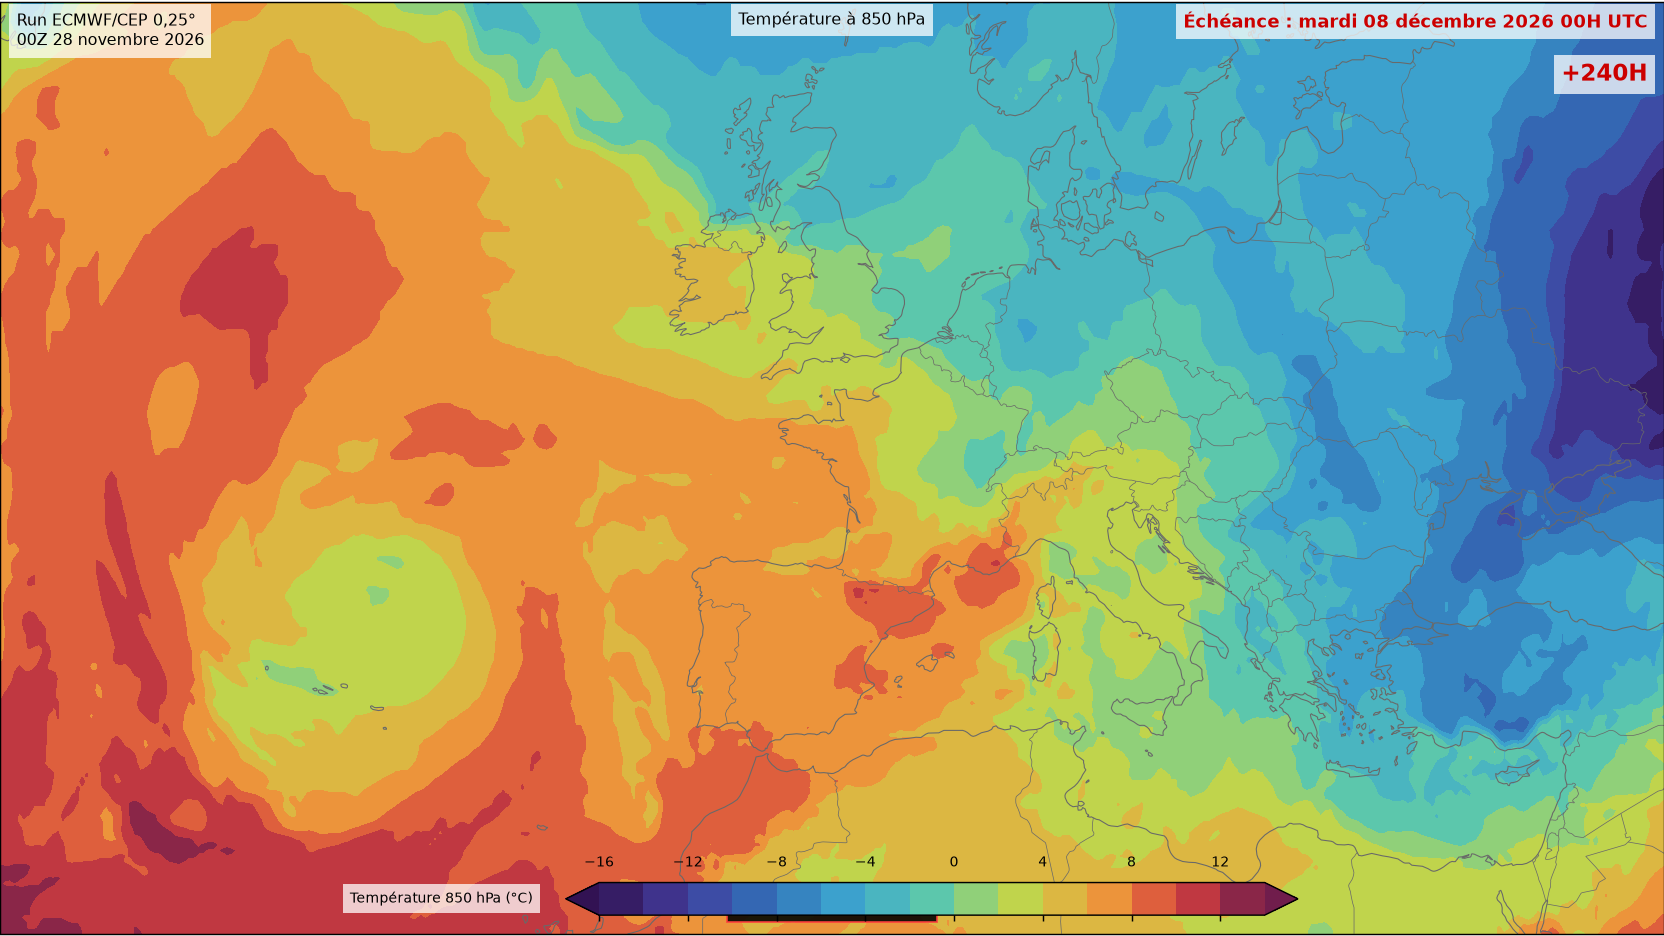 Run ECMWF/CEP 0,25°
00Z 28 novembre 2026
Température à 850 hPa
Échéance : mardi 08 décembre 2026 00H UTC
+240H
−16 −12 −8 −4 0 4 8 12
Température 850 hPa (°C)